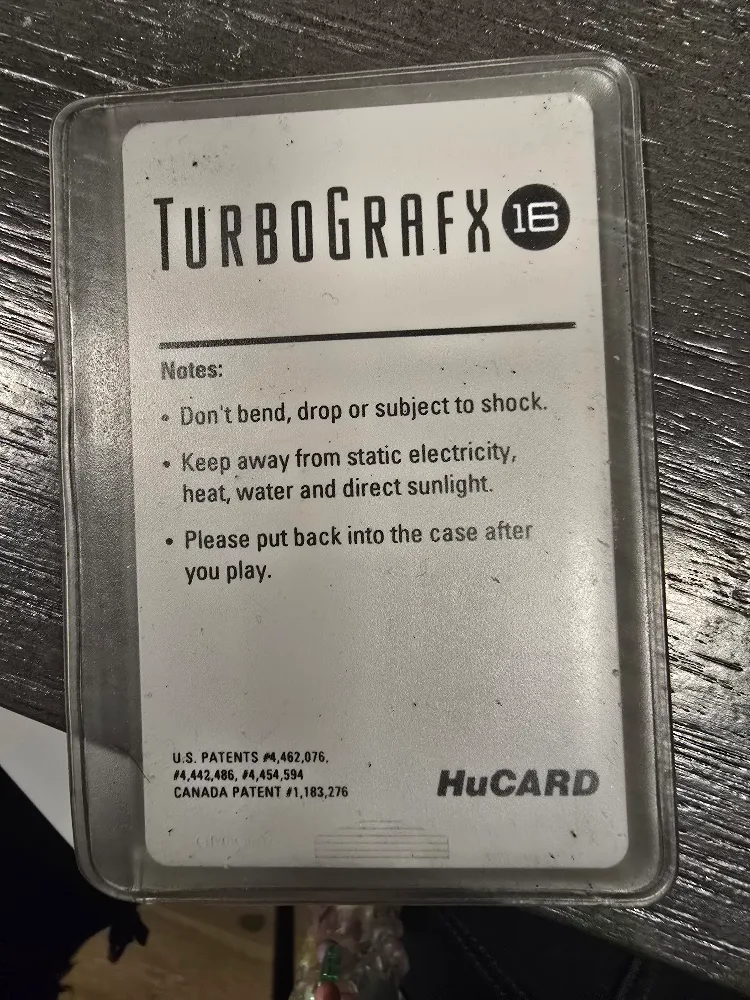 TURBOGRAFX 16
Notes:
• Don't bend, drop or subject to shock.
• Keep away from static electricity,
heat, water and direct sunlight.
• Please put back into the case after
you play.
U.S. PATENTS #4,462,076,
#4,442,486, #4,454,594
CANADA PATENT #1,183,276
HuCARD